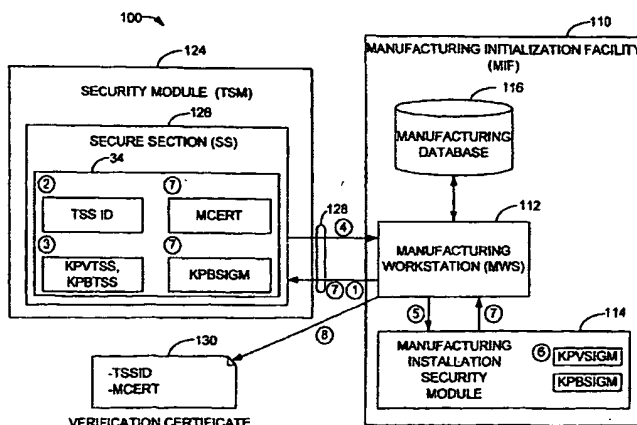 100
124
110
SECURITY MODULE (TSM)
MANUFACTURING INITIALIZATION FACILITY
(MIF)
126
SECURE SECTION (SS)
116
34
MANUFACTURING
DATABASE
② ⑦
TSS ID MCERT
128
④
112
③ ⑦
KPVTSS,
KPBTSS
KPBSIGM
⑦ ①
MANUFACTURING
WORKSTATION (MWS)
⑤ ⑦
114
⑧
130
-TSSID
-MCERT
VERIFICATION CERTIFICATE
MANUFACTURING
INSTALLATION
SECURITY
MODULE
⑥ KPVSIGM
KPBSIGM